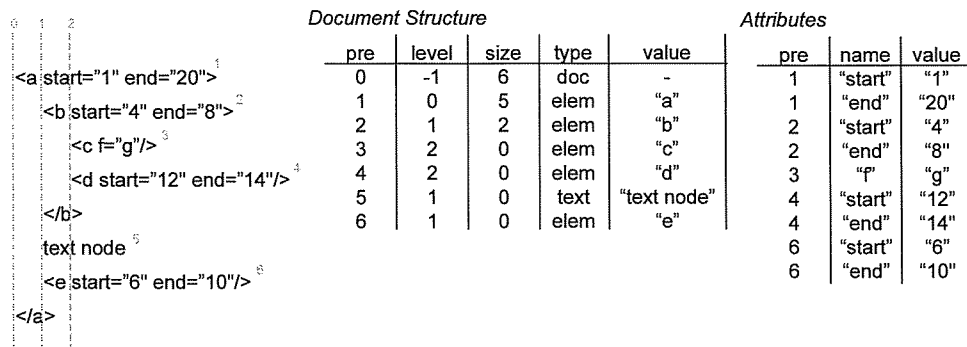 0 1 2
<a start="1" end="20"> 1
<b start="4" end="8"> 2
<c f="g"/> 3
<d start="12" end="14"/> 4
</b>
text node 5
<e start="6" end="10"/> 6
</a>
Document Structure
pre level size type value
0 -1 6 doc -
1 0 5 elem "a"
2 1 2 elem "b"
3 2 0 elem "c"
4 2 0 elem "d"
5 1 0 text "text node"
6 1 0 elem "e"
Attributes
pre name value
1 "start" "1"
1 "end" "20"
2 "start" "4"
2 "end" "8"
3 "f" "g"
4 "start" "12"
4 "end" "14"
6 "start" "6"
6 "end" "10"